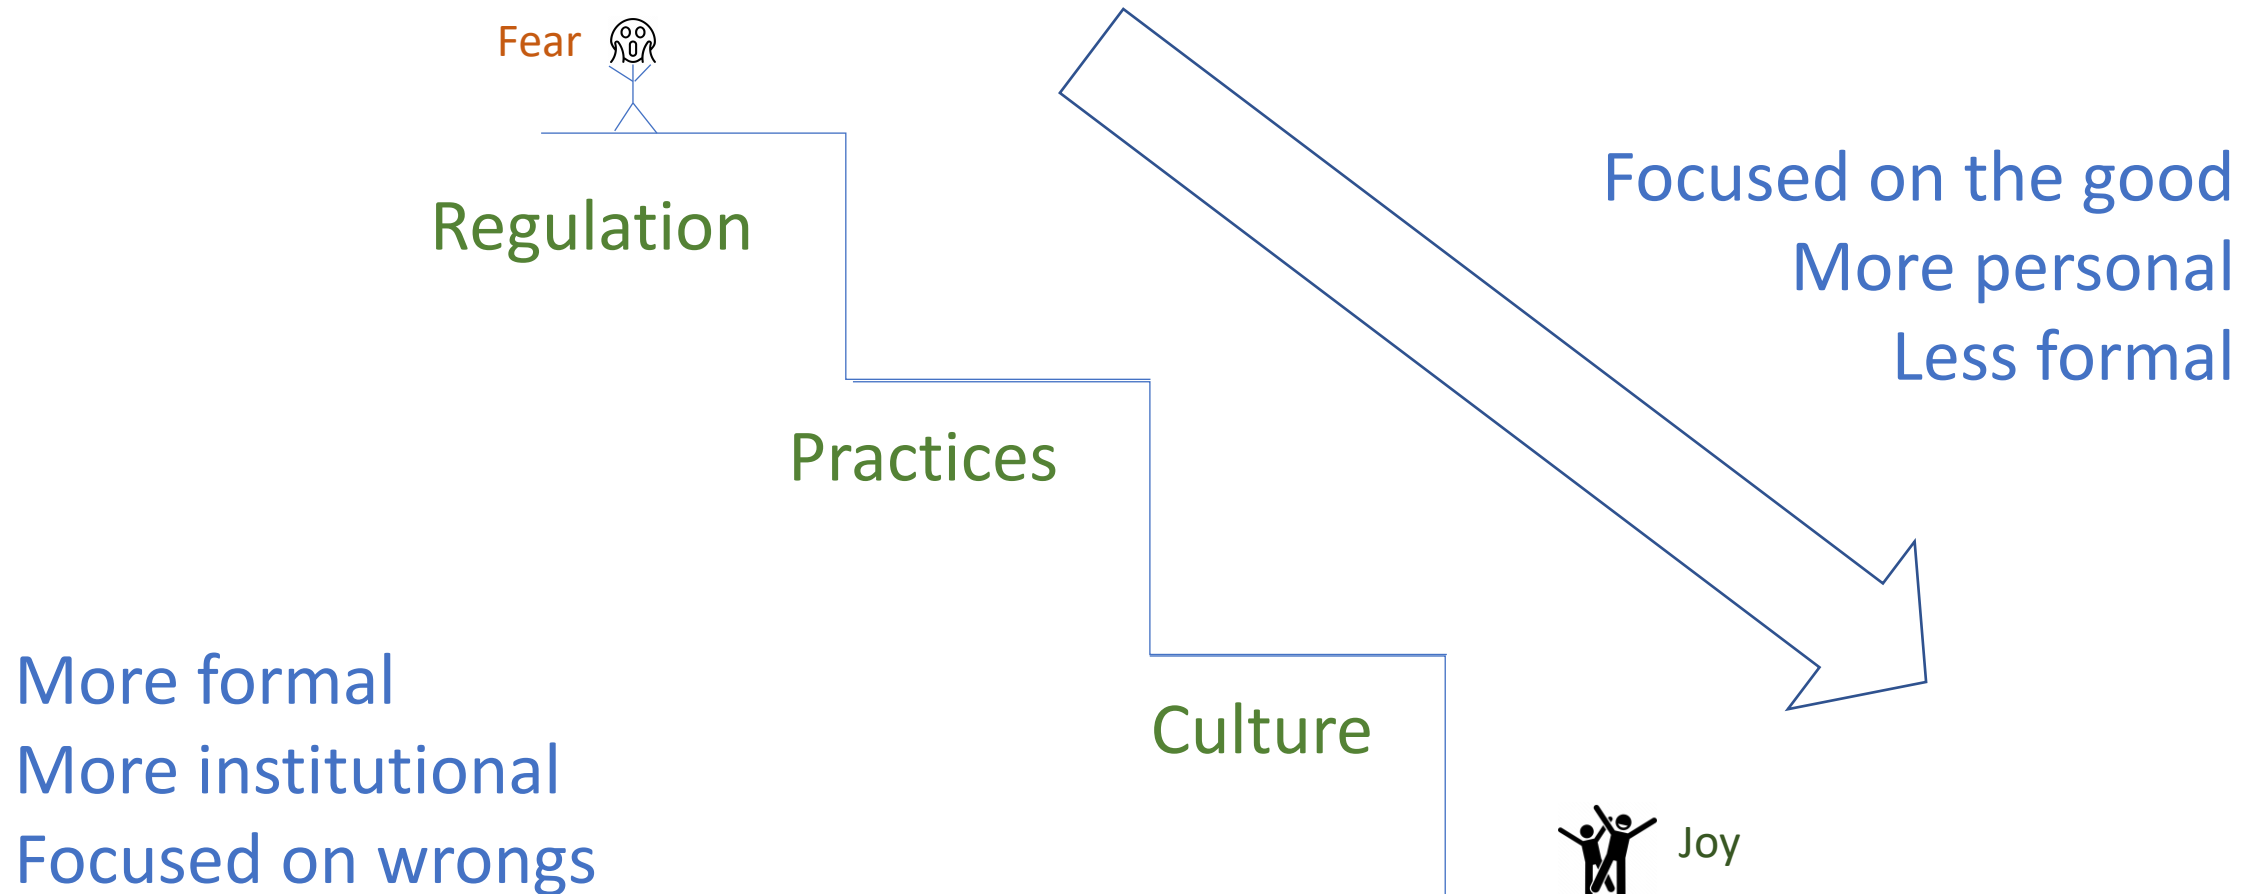 Fear
Regulation
Practices
Culture
Joy
Focused on the good
More personal
Less formal
More formal
More institutional
Focused on wrongs